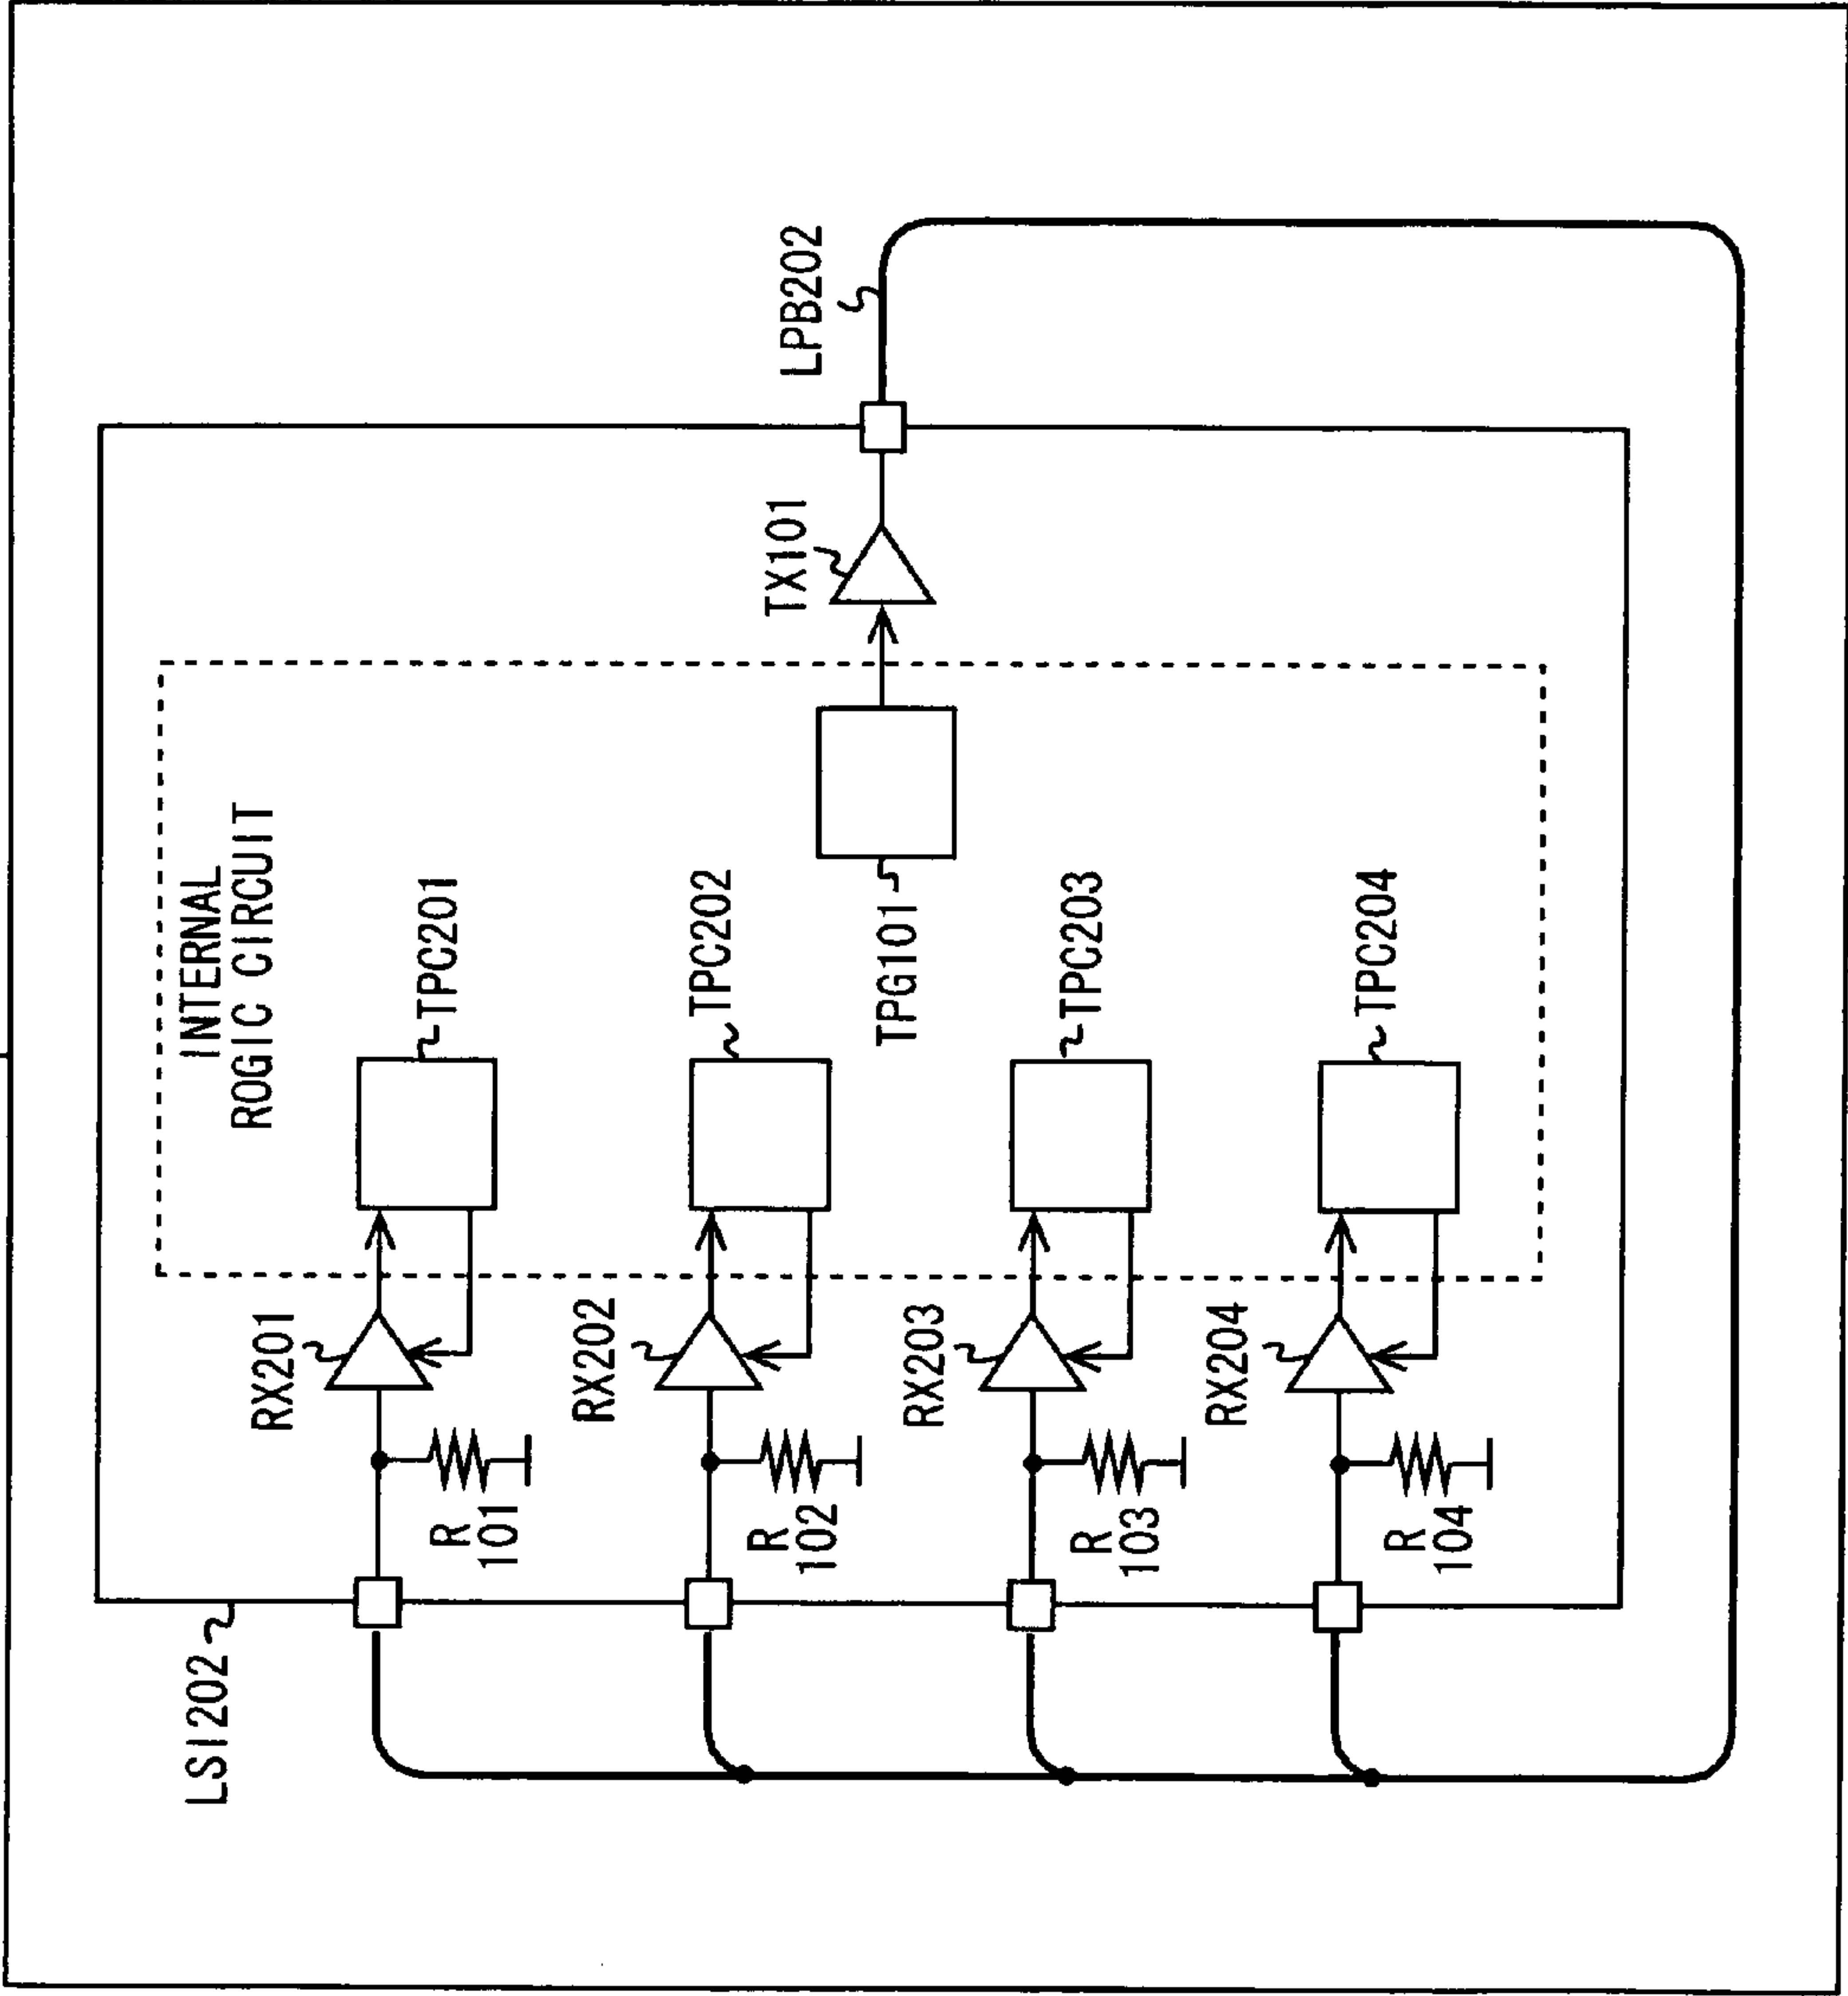 LSI202
INTERNAL
ROGIC CIRCUIT
RX201
TPC201
R
101
RX202
TPC202
R
102
TPG101
TX101
LPB202
RX203
TPC203
R
103
RX204
TPC204
R
104